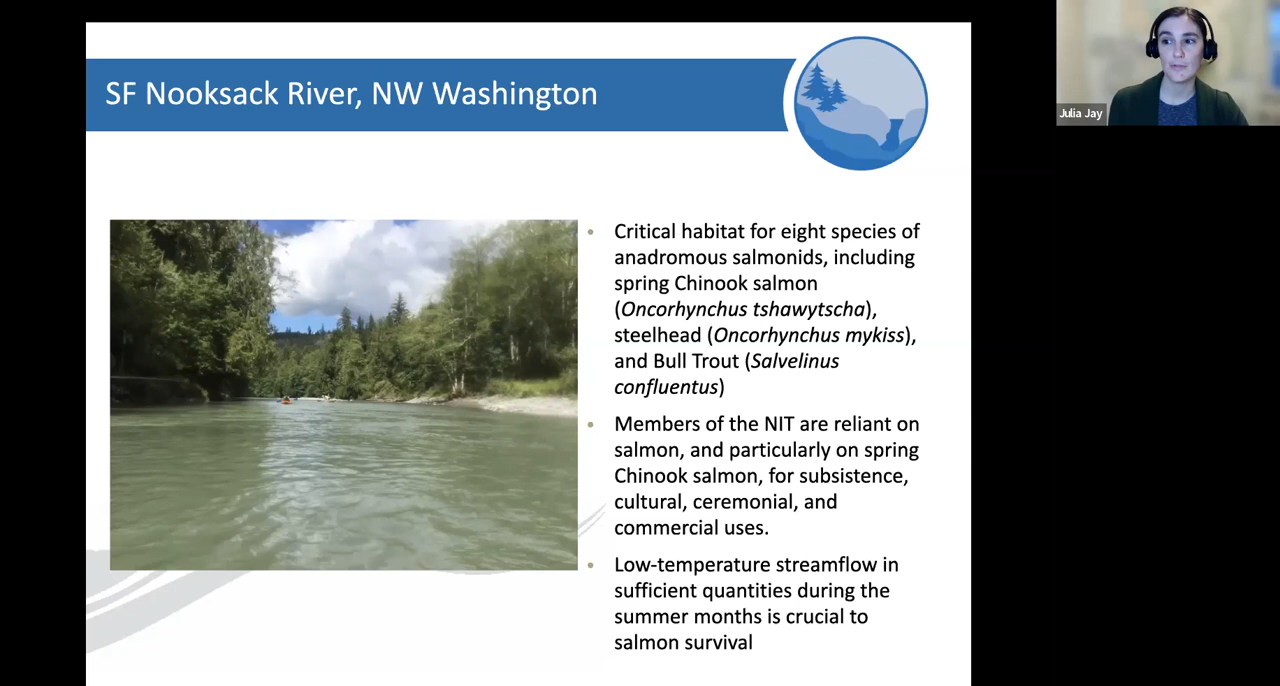 SF Nooksack River, NW Washington
Julia Jay
Critical habitat for eight species of
anadromous salmonids, including
spring Chinook salmon
(Oncorhynchus tshawytscha),
steelhead (Oncorhynchus mykiss),
and Bull Trout (Salvelinus
confluentus)
Members of the NIT are reliant on
salmon, and particularly on spring
Chinook salmon, for subsistence,
cultural, ceremonial, and
commercial uses.
Low-temperature streamflow in
sufficient quantities during the
summer months is crucial to
salmon survival